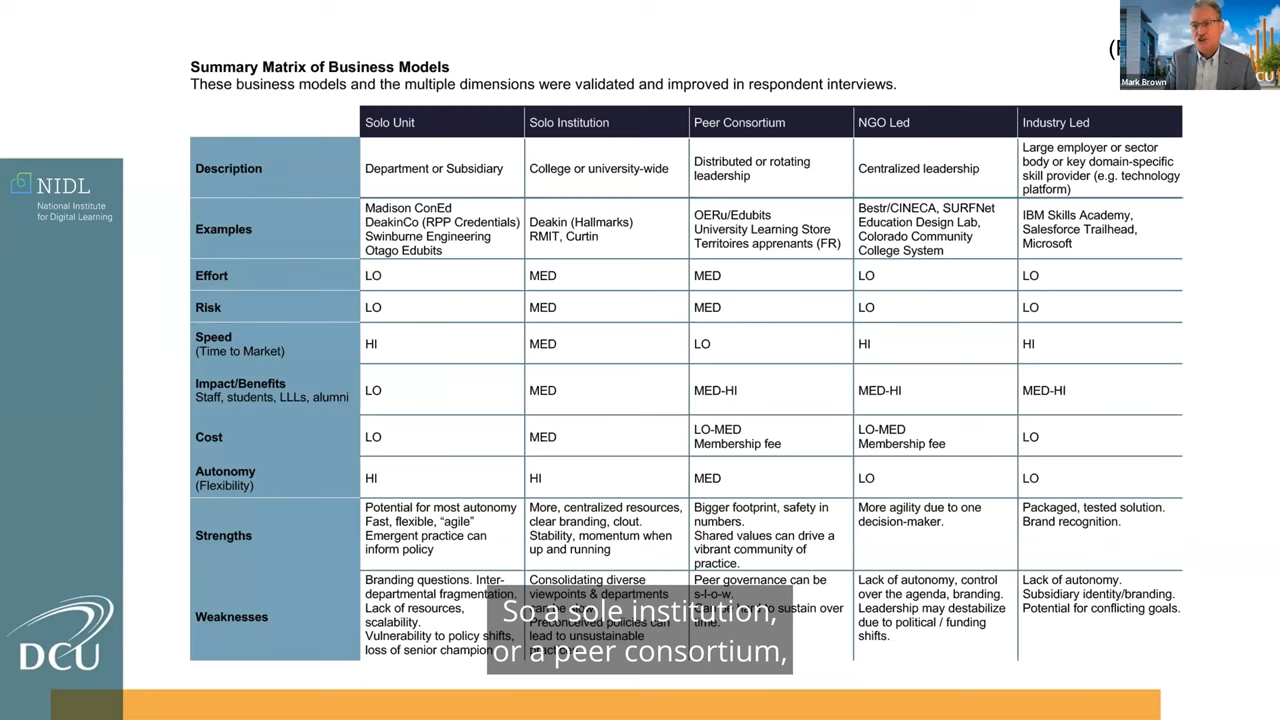 (
Mark Brown
CU
Summary Matrix of Business Models
These business models and the multiple dimensions were validated and improved in respondent interviews.
Solo Unit
Solo Institution
Peer Consortium
NGO Led
Industry Led
Description
Department or Subsidiary
College or university-wide
Distributed or rotating
leadership
Centralized leadership
Large employer or sector
body or key domain-specific
skill provider (e.g. technology
platform)
Examples
Madison ConEd
DeakinCo (RPP Credentials)
Swinburne Engineering
Otago Edubits
Deakin (Hallmarks)
RMIT, Curtin
OERu/Edubits
University Learning Store
Territoires apprenants (FR)
Bestr/CINECA, SURFNet
Education Design Lab,
Colorado Community
College System
IBM Skills Academy,
Salesforce Trailhead,
Microsoft
Effort
LO
MED
MED
LO
LO
Risk
LO
MED
MED
LO
LO
Speed
(Time to Market)
HI
MED
LO
HI
HI
Impact/Benefits
Staff, students, LLLs, alumni
LO
MED
MED-HI
MED-HI
MED-HI
Cost
LO
MED
LO-MED
Membership fee
LO-MED
Membership fee
LO
Autonomy
(Flexibility)
HI
HI
MED
LO
LO
Strengths
Potential for most autonomy
Fast, flexible, “agile”
Emergent practice can
inform policy
More, centralized resources,
clear branding, clout.
Stability, momentum when
up and running
Bigger footprint, safety in
numbers.
Shared values can drive a
vibrant community of
practice.
More agility due to one
decision-maker.
Packaged, tested solution.
Brand recognition.
Weaknesses
Branding questions. Inter-
departmental fragmentation.
Lack of resources,
scalability.
Vulnerability to policy shifts,
loss of senior champion
Consolidating diverse
viewpoints & departments
Preconceived policies can
lead to unsustainable
Peer governance can be
s-l-o-w.
to sustain over
time.
Lack of autonomy, control
over the agenda, branding.
Leadership may destabilize
due to political / funding
shifts.
Lack of autonomy.
Subsidiary identity/branding.
Potential for conflicting goals.
So a sole institution,
or a peer consortium,
NIDL
National Institute
for Digital Learning
DCU